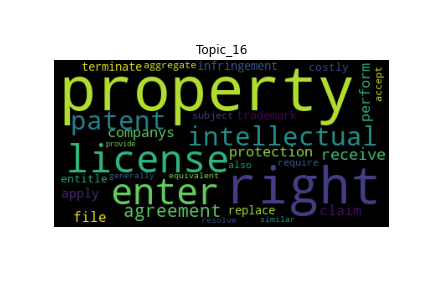 Topic_16
terminate aggregate infringement costly
property perform accept
patent subject trademark
companys intellectual
provide protection
license receive
also require
entitle generally equivalent
apply enter right
agreement replace claim
file resolve similar